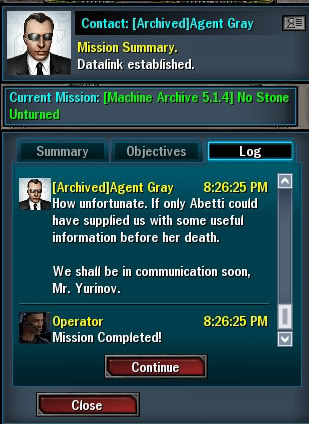 Contact: [Archived]Agent Gray
Mission Summary.
Datalink established.
Current Mission: [Machine Archive 5.1.4] No Stone
Unturned
Summary
Objectives
Log
[Archived]Agent Gray 8:26:25 PM
How unfortunate. If only Abetti could
have supplied us with some useful
information before her death.
We shall be in communication soon,
Mr. Yurinov.
Operator 8:26:25 PM
Mission Completed!
Continue
Close